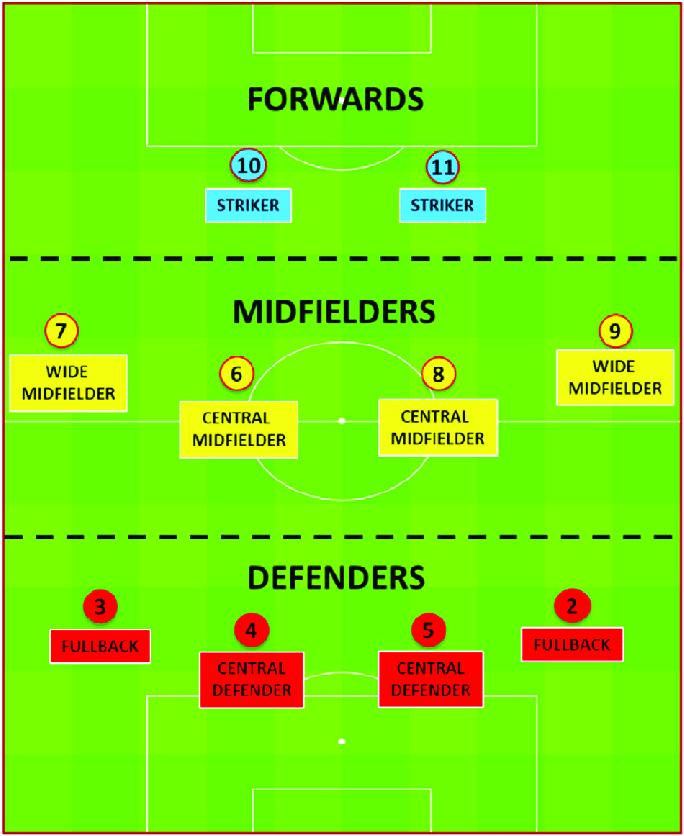 FORWARDS
10
11
STRIKER
STRIKER
MIDFIELDERS
7
9
WIDE
MIDFIELDER
WIDE
MIDFIELDER
6
8
CENTRAL
MIDFIELDER
CENTRAL
MIDFIELDER
DEFENDERS
3
2
FULLBACK
FULLBACK
4
5
CENTRAL
DEFENDER
CENTRAL
DEFENDER